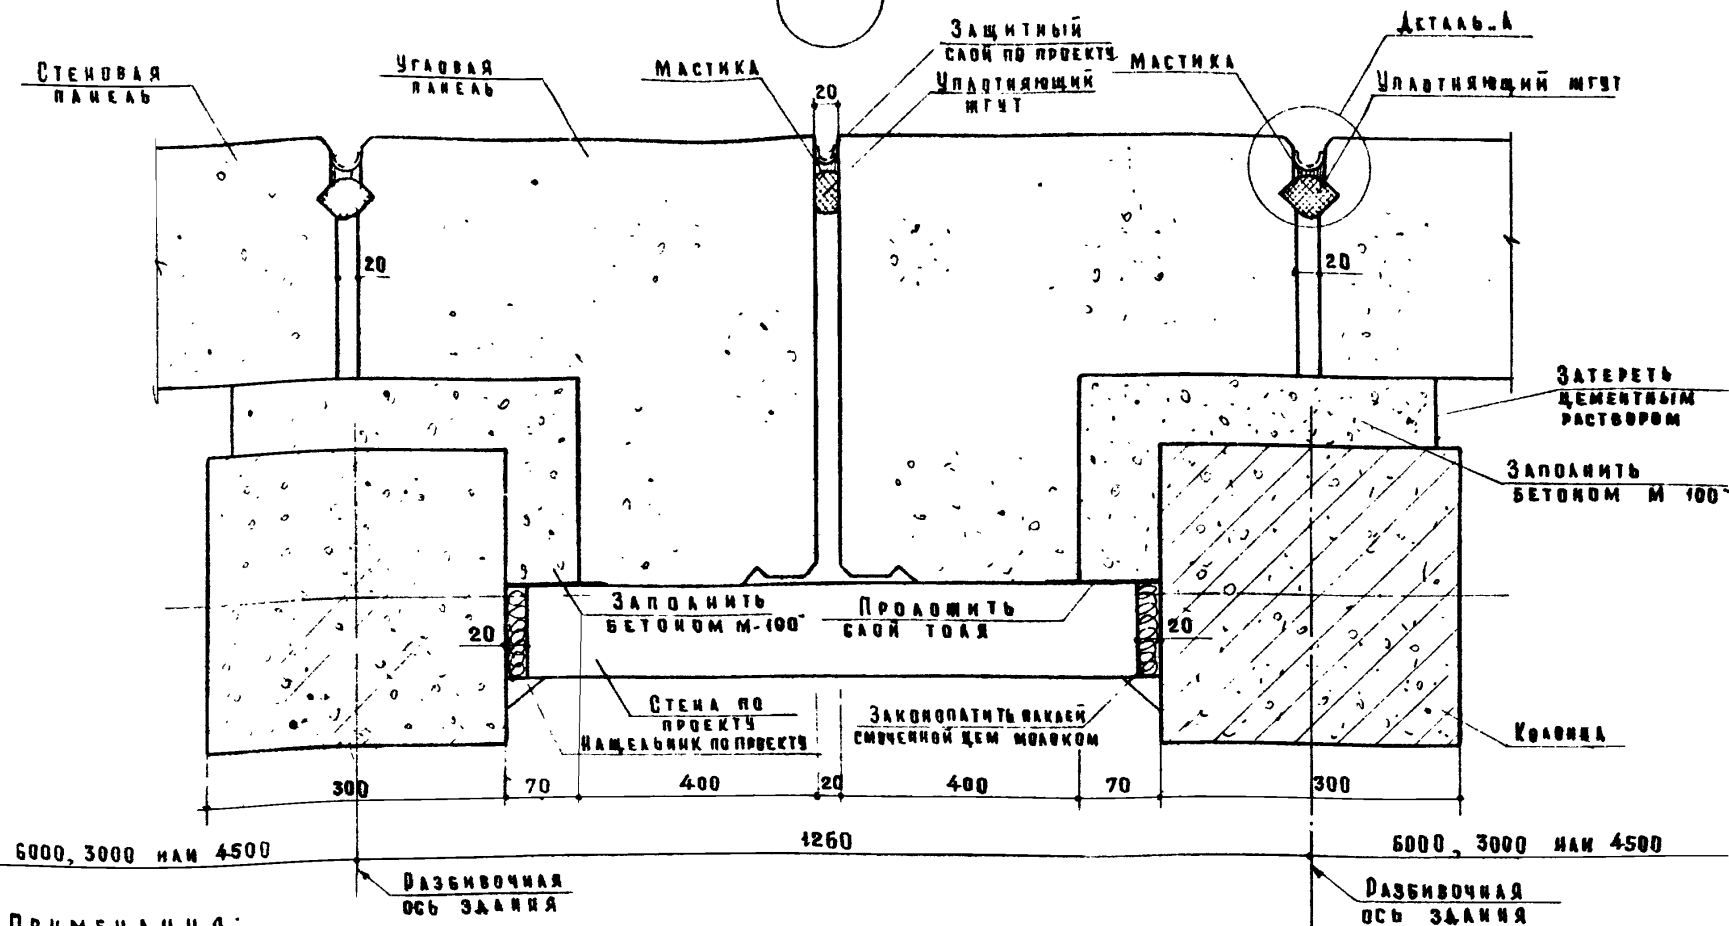 Стеновая
панель
Угловая
панель
Мастика
20
Защитный
слой по проекту
Уплотняющий
жгут
Мастика
Деталь „А
Уплотняющий жгут
20
20
Затереть
цементным
раствором
Заполнить
бетоном М 100
Заполнить
бетоном М-100
Проложить
слой толя
20
20
Стена по
проекту
Нащельник по проекту
Законопатить паклей
смоченной цем молоком
Колонна
300
70
400
20
400
70
300
6000, 3000 или 4500
1260
6000, 3000 или 4500
Разбивочная
ось здания
Разбивочная
ось здания